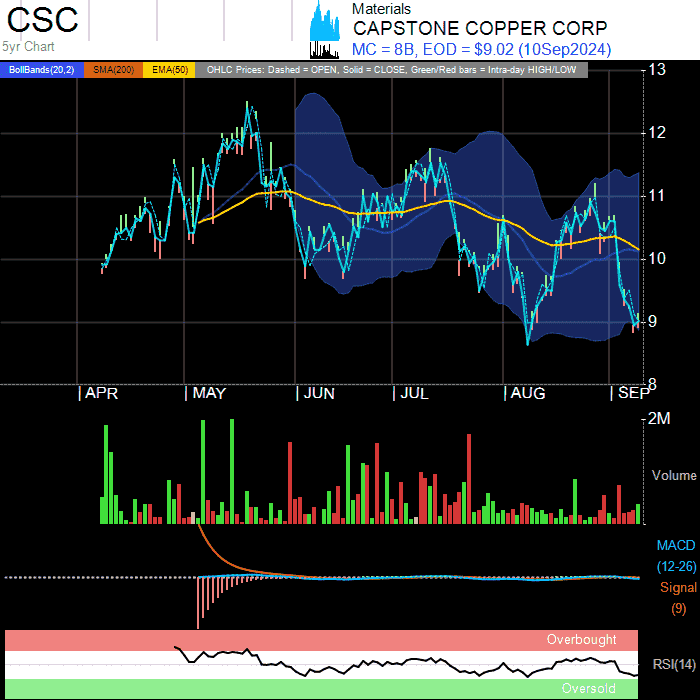 CSC
5yr Chart
Materials
CAPSTONE COPPER CORP
MC = 8B, EOD = $9.02 (10Sep2024)
BollBands(20,2) SMA(200) EMA(50) OHLC Prices: Dashed = OPEN, Solid = CLOSE, Green/Red bars = Intra-day HIGH/LOW
13
12
11
10
9
8
APR MAY JUN JUL AUG SEP
2M
Volume
MACD
(12-26)
Signal
(9)
Overbought
RSI(14)
Oversold